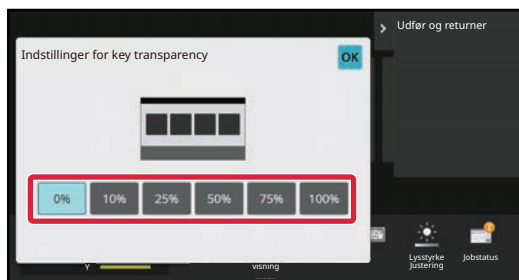 Udfør og returner
Indstillinger for key transparency
OK
0% 10% 25% 50% 75% 100%
Lysstyrke
Justering
Jobstatus
Y
visning